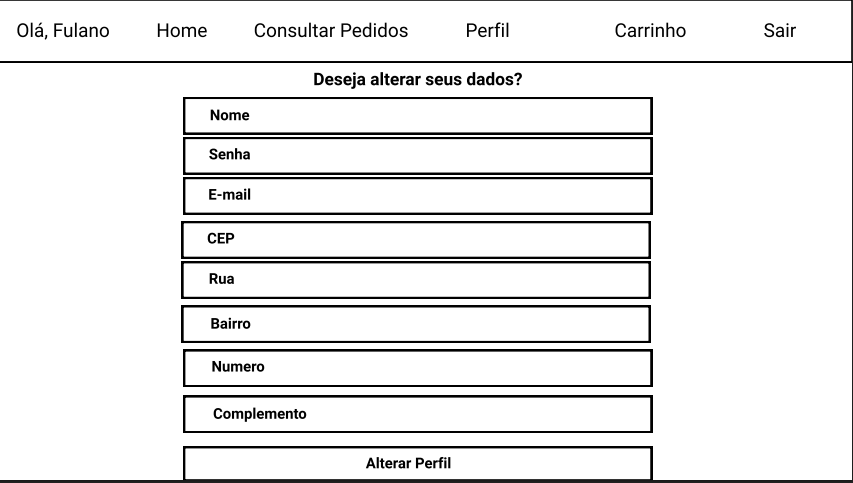 Olá, Fulano Home Consultar Pedidos Perfil Carrinho Sair
Deseja alterar seus dados?
Nome
Senha
E-mail
CEP
Rua
Bairro
Numero
Complemento
Alterar Perfil